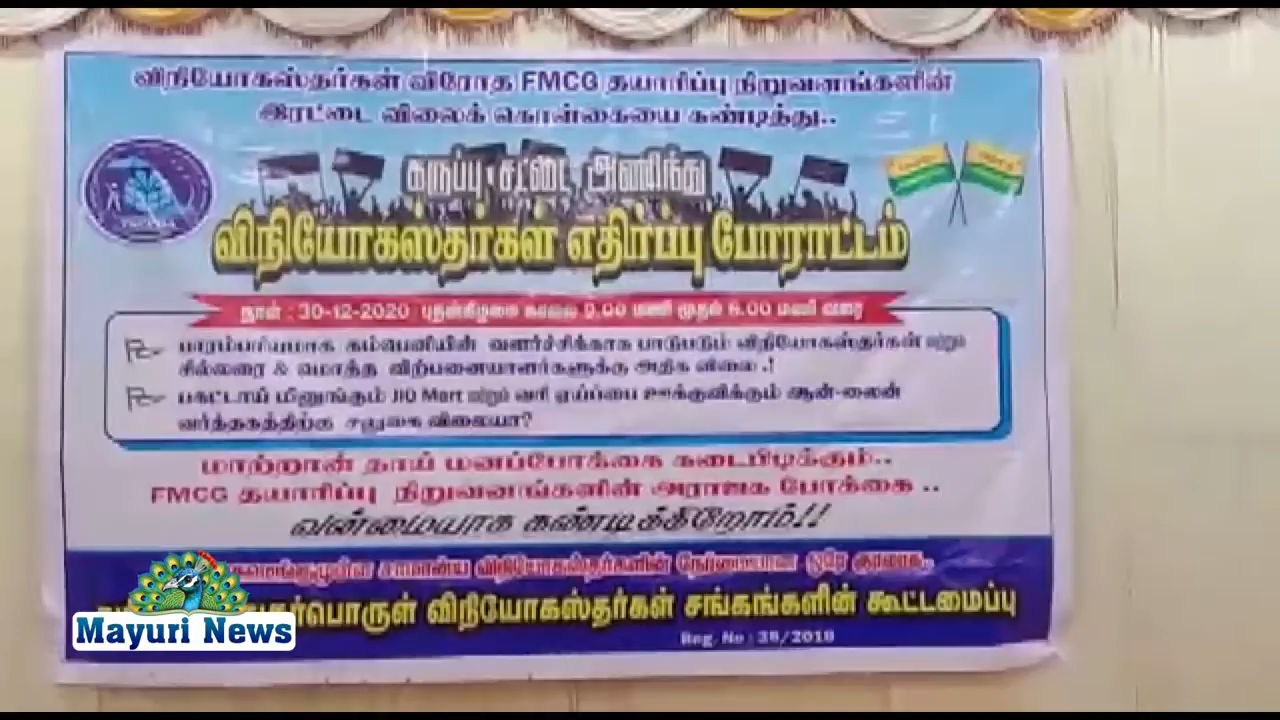 விநியோகஸ்தர்கள் விரோத FMCG தயாரிப்பு நிறுவனங்களின்
இரட்டை விலைக் கொள்கையை கண்டித்து..
கருப்பு சட்டை அணிந்து
விநியோகஸ்தர்கள் எதிர்ப்பு போராட்டம்
நாள் : 30-12-2020 புதன்கிழமை காலை 9.00 மணி முதல் 6.00 மணி வரை
பாரம்பரியமாக கம்பெனியின் வளர்ச்சிக்காக பாடுபடும் விநியோகஸ்தர்கள் மற்றும்
சில்லரை & மொத்த விற்பனையாளர்களுக்கு அதிக விலை.!
பகட்டாய் மினுங்கும் JIO Mart மற்றும் வரி ஏய்ப்பை ஊக்குவிக்கும் ஆன்-லைன்
வர்த்தகத்திற்கு சலுகை விலையா?
மாற்றான் தாய் மனப்போக்கை கடைபிடிக்கும்..
FMCG தயாரிப்பு நிறுவனங்களின் அராஜக போக்கை ..
வன்மையாக கண்டிக்கிறோம்!!
சாமான்ய விநியோகஸ்தர்களின் நேர்மையான ஒரே குரலாக..
நுகர்பொருள் விநியோகஸ்தர்கள் சங்கங்களின் கூட்டமைப்பு
Reg. No : 38/2018
Mayuri News